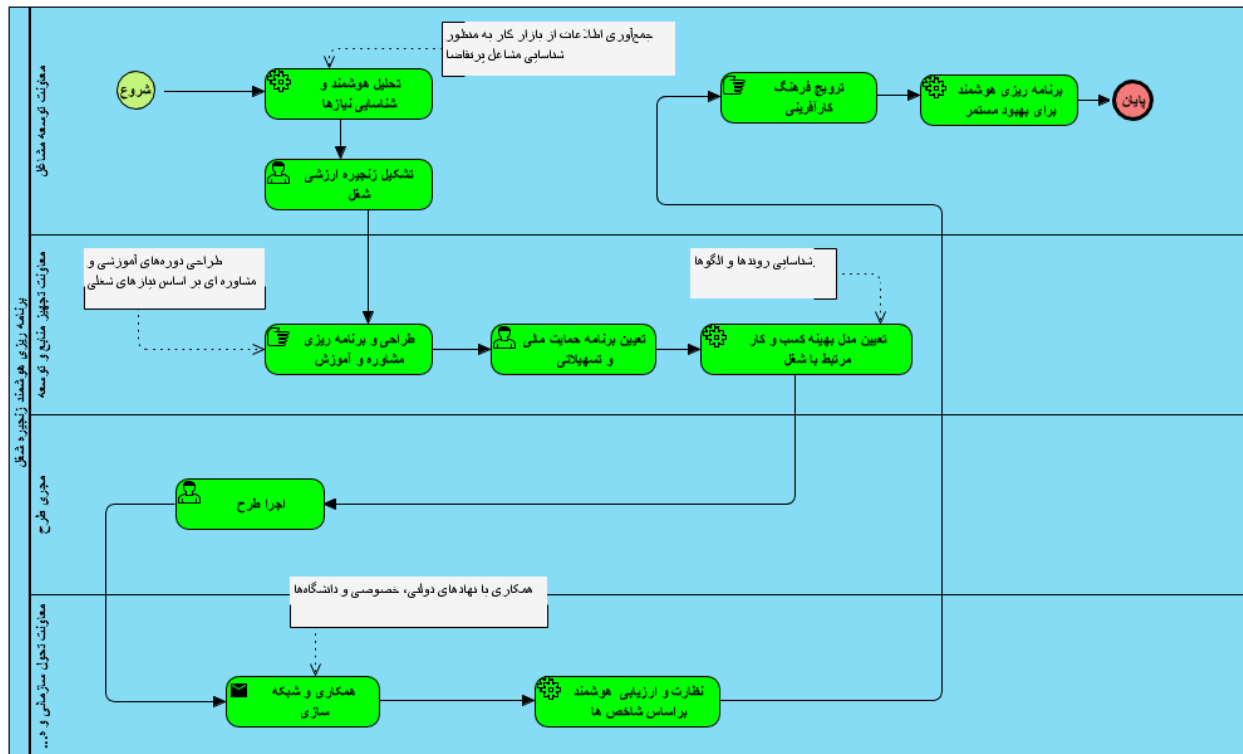 برنامه ریزی هوشمند زنجیره شغل
معاونت توسعه مشاغل
شروع
تحلیل هوشمند و
شناسایی نیازها
جمع‌آوری اطلاعات از بازار کار به منظور
شناسایی مشاغل پرتقاضا
تشکیل زنجیره ارزشی
شغل
ترویج فرهنگ
کارآفرینی
برنامه ریزی هوشمند
برای بهبود مستمر
پایان
معاونت تجهیز منابع و توسعه
طراحی دوره‌های آموزشی و
مشاوره ای بر اساس نیازهای شغلی
طراحی و برنامه ریزی
مشاوره و آموزش
تعیین برنامه حمایت مالی
و تسهیلاتی
شناسایی روندها و الگوها
تعیین مدل بهینه کسب و کار
مرتبط با شغل
مجری طرح
اجرا طرح
معاونت تحول سازمانی و ه...
همکاری با نهادهای دولتی، خصوصی و دانشگاه‌ها
همکاری و شبکه
سازی
نظارت و ارزیابی هوشمند
براساس شاخص ها